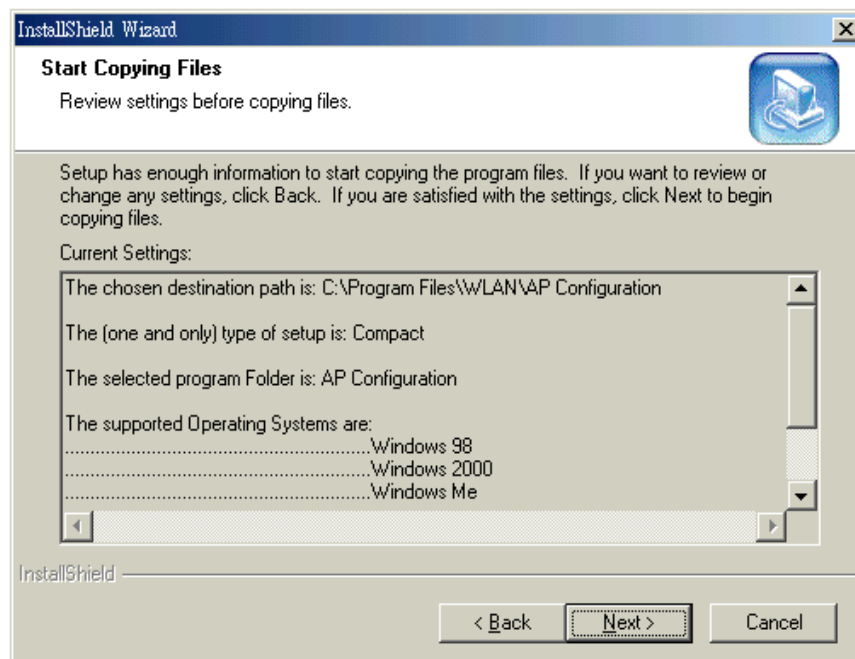 InstallShield Wizard
Start Copying Files
Review settings before copying files.
Setup has enough information to start copying the program files.  If you want to review or
change any settings, click Back.  If you are satisfied with the settings, click Next to begin
copying files.
Current Settings:
The chosen destination path is: C:\Program Files\WLAN\AP Configuration
The (one and only) type of setup is: Compact
The selected program Folder is: AP Configuration
The supported Operating Systems are:
.........................................................Windows 98
.........................................................Windows 2000
.........................................................Windows Me
InstallShield
< Back
Next >
Cancel